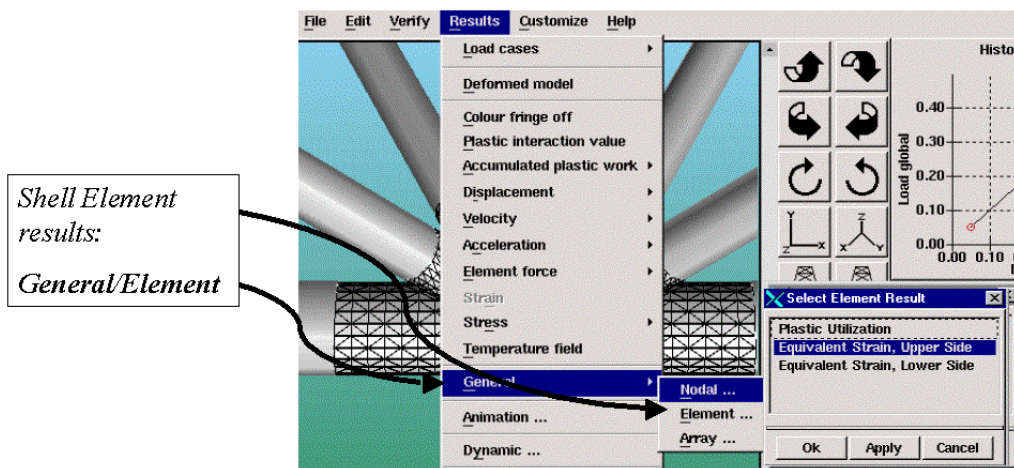 File Edit Verify Results Customize Help
Load cases
Deformed model
Colour fringe off
Plastic interaction value
Accumulated plastic work
Displacement
Velocity
Acceleration
Element force
Strain
Stress
Temperature field
General
Animation ...
Dynamic ...
Nodal ...
Element ...
Array ...
Shell Element
results:
General/Element
Y
Z X
Z
X Y
Histo
Load global
0.40
0.30
0.20
0.10
0.00
0.00 0.10
Select Element Result
Plastic Utilization
Equivalent Strain, Upper Side
Equivalent Strain, Lower Side
Ok Apply Cancel